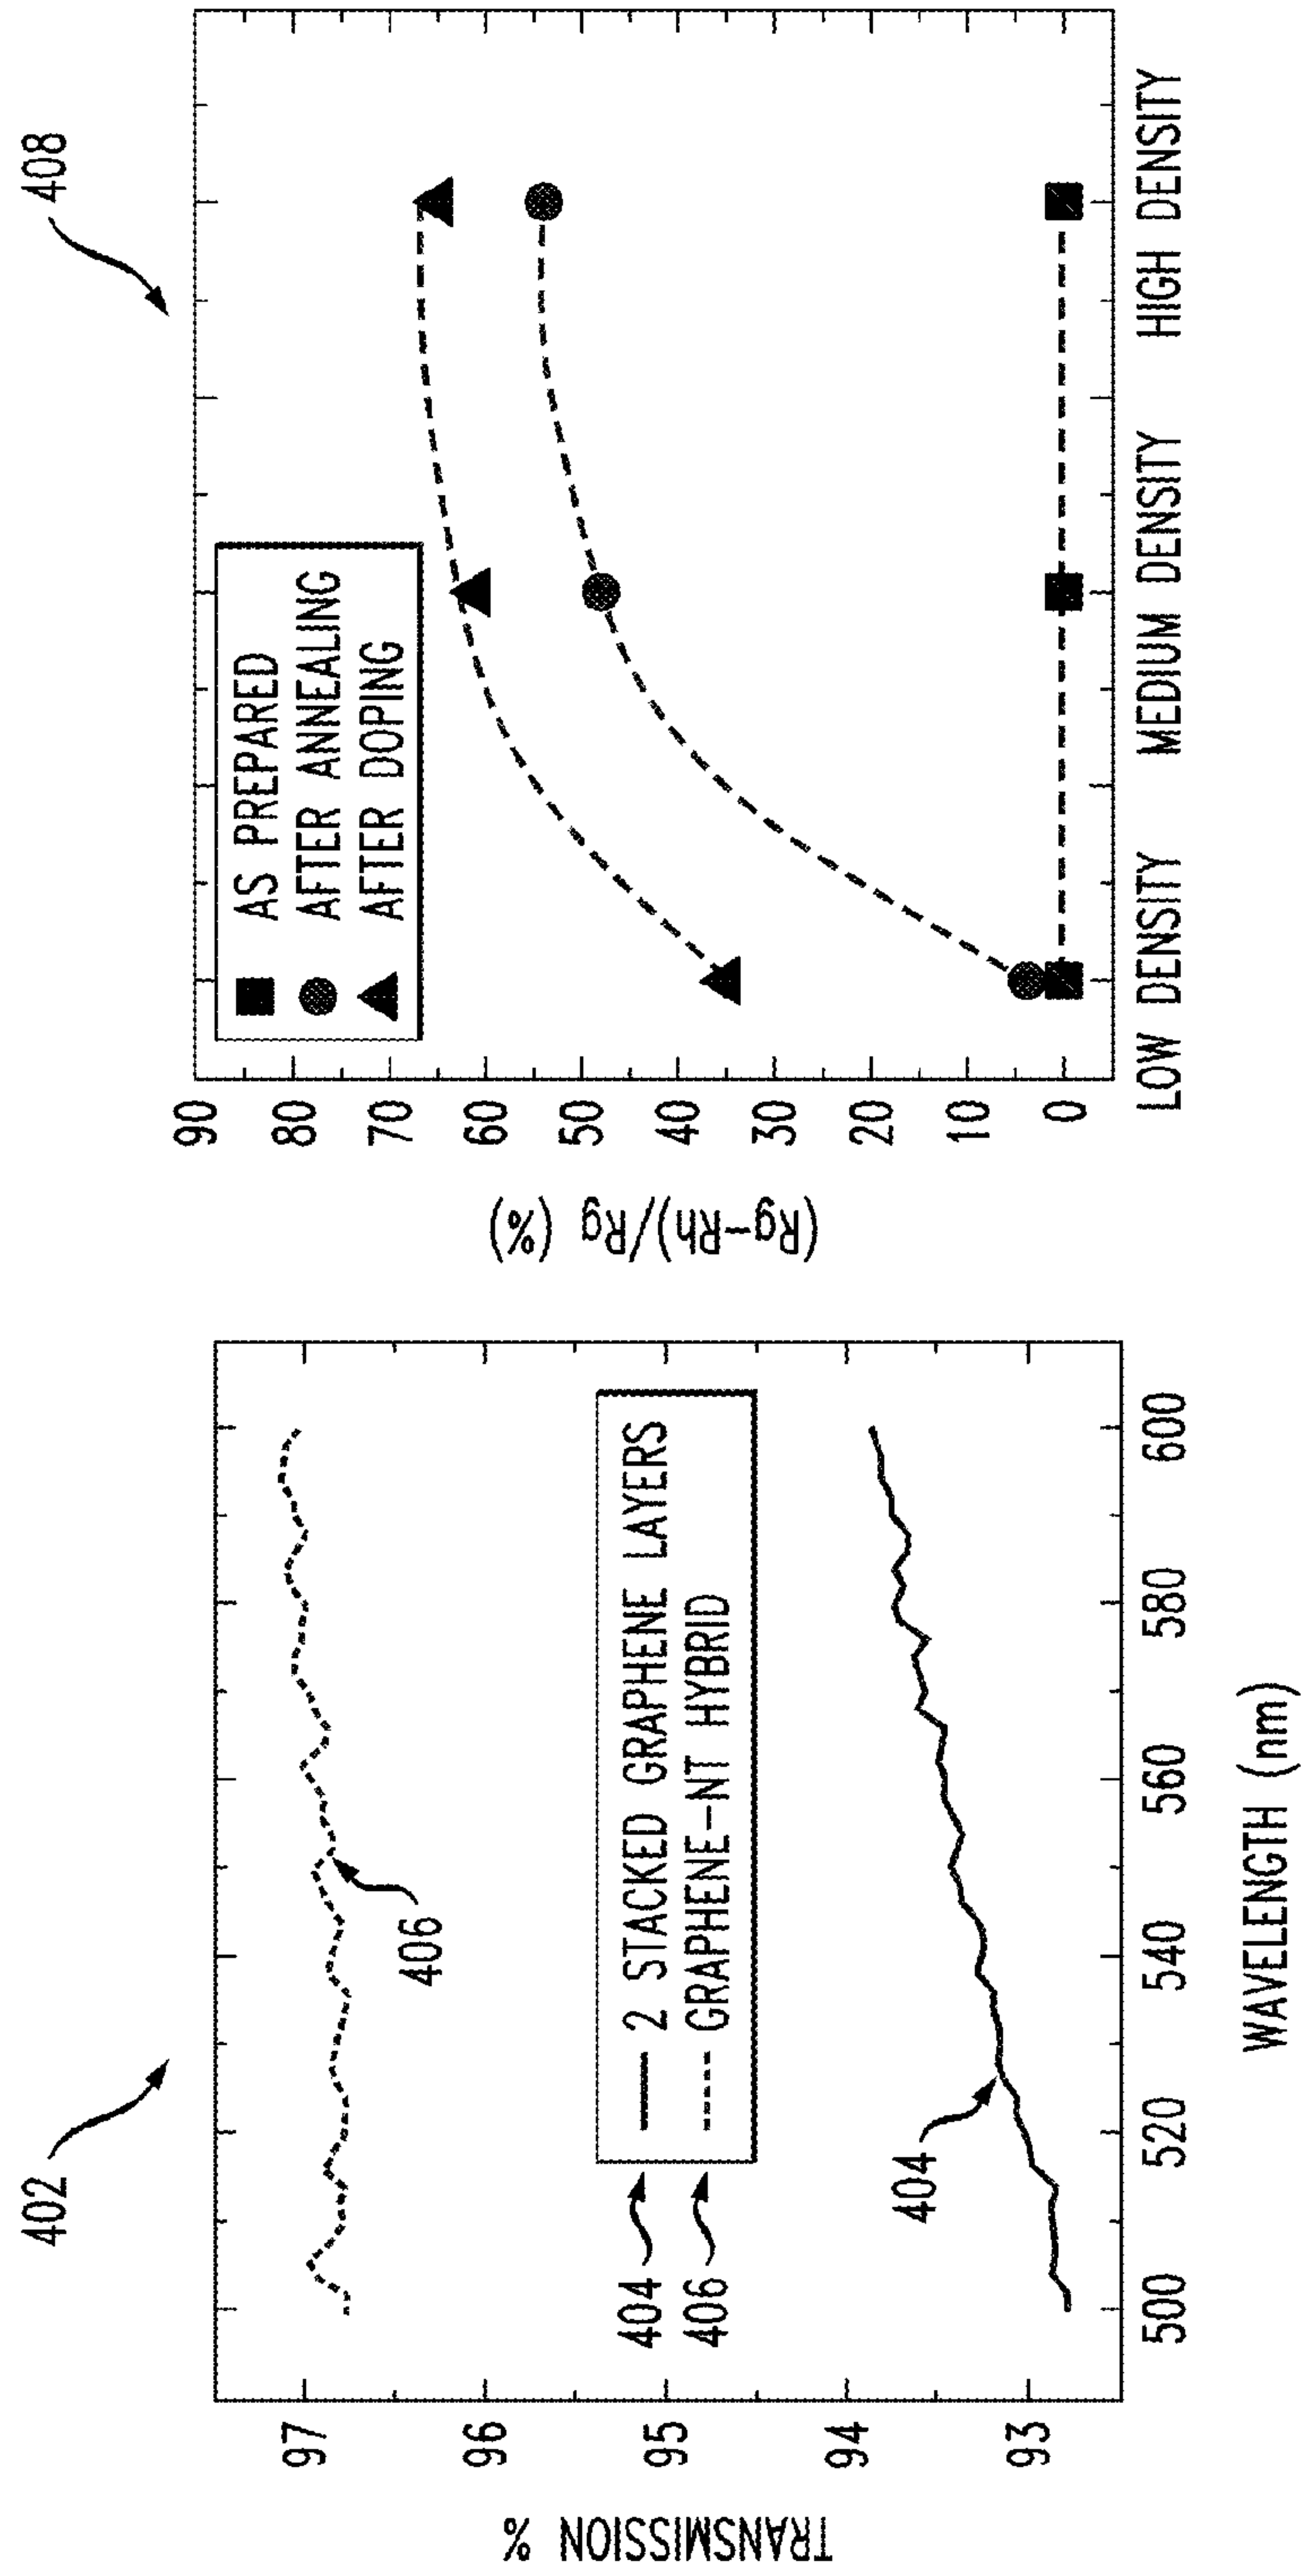 402
TRANSMISSION %
97
96
95
94
93
406
404
406
2 STACKED GRAPHENE LAYERS
GRAPHENE-NT HYBRID
404
500
520
540
560
580
600
WAVELENGTH (nm)
408
(Rg-Rh)/Rg (%)
90
80
70
60
50
40
30
20
10
0
AS PREPARED
AFTER ANNEALING
AFTER DOPING
LOW DENSITY
MEDIUM DENSITY
HIGH DENSITY